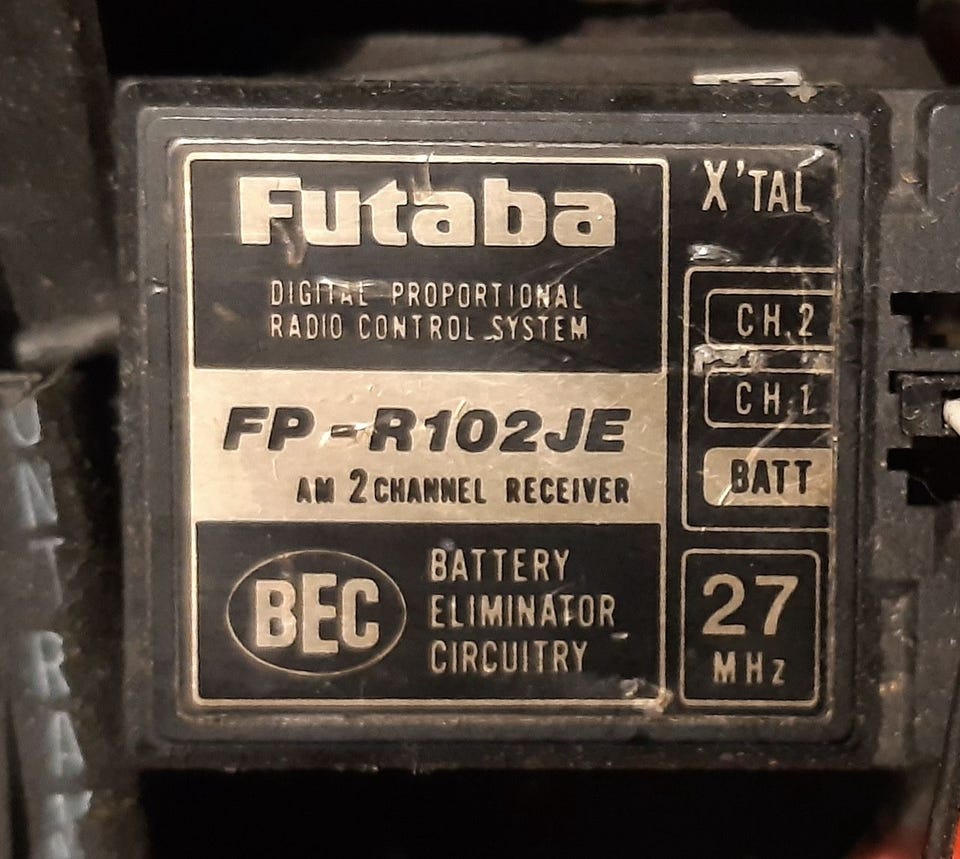 Futaba
DIGITAL PROPORTIONAL
RADIO CONTROL SYSTEM
FP-R102JE
AM 2 CHANNEL RECEIVER
BEC
BATTERY
ELIMINATOR
CIRCUITRY
X'TAL
CH.2
CH.1
BATT
27
MHz